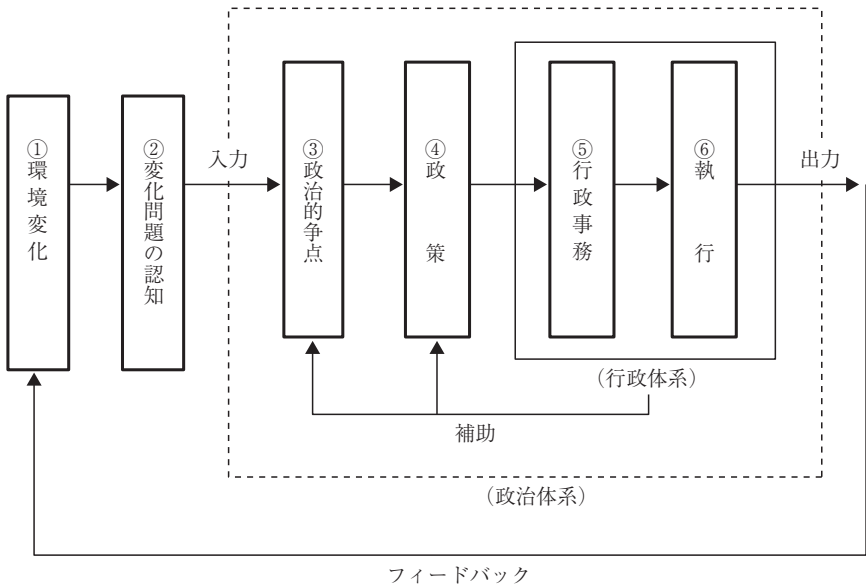 ①環境変化
②変化問題の認知
入力
③政治的争点
④政策
⑤行政事務
⑥執行
出力
（行政体系）
補助
（政治体系）
フィードバック